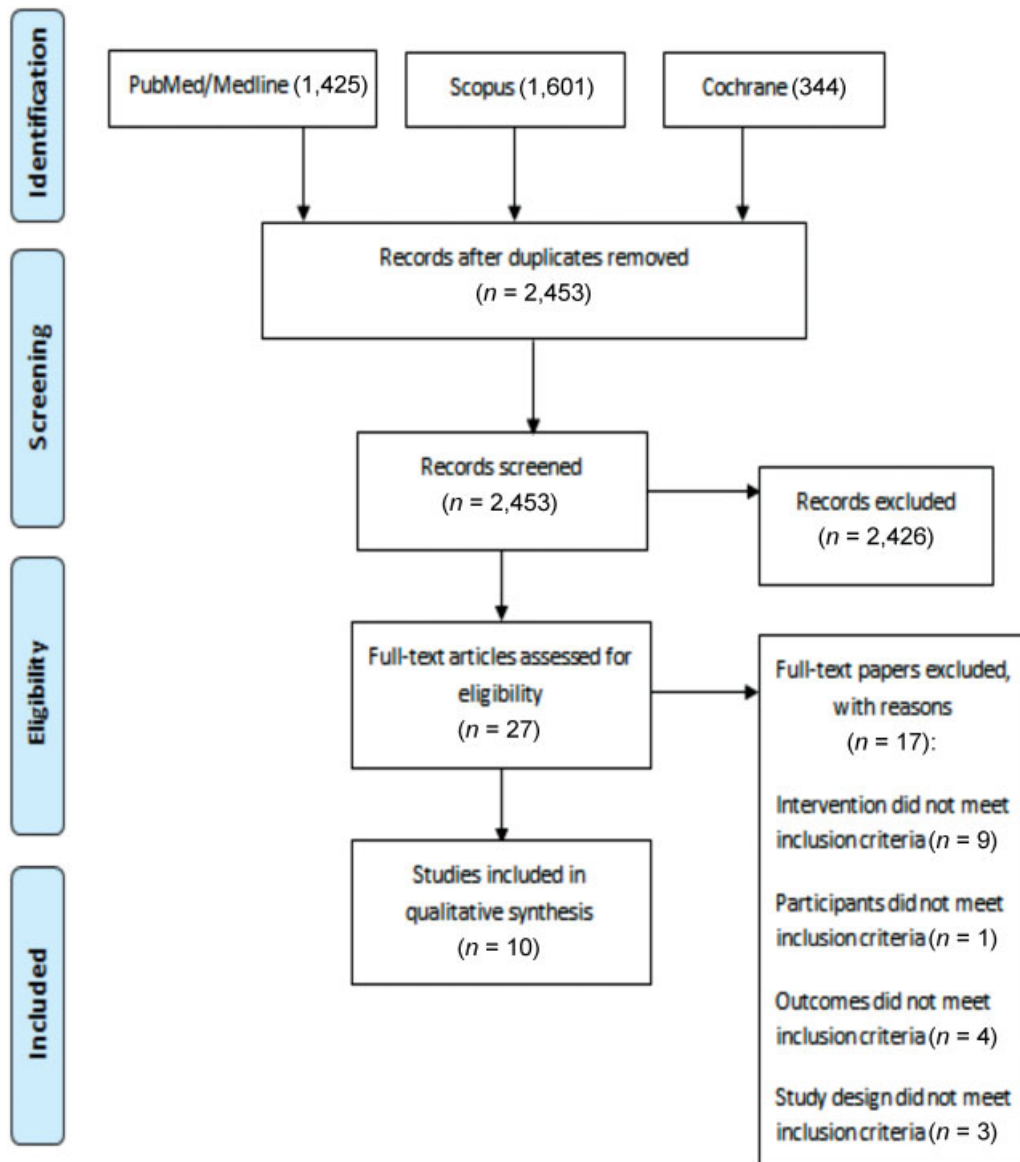 Identification
PubMed/Medline (1,425)
Scopus (1,601)
Cochrane (344)
Records after duplicates removed
(n = 2,453)
Screening
Records screened
(n = 2,453)
Records excluded
(n = 2,426)
Eligibility
Full-text articles assessed for
eligibility
(n = 27)
Full-text papers excluded,
with reasons
(n = 17):
Intervention did not meet
inclusion criteria (n = 9)
Participants did not meet
inclusion criteria (n = 1)
Outcomes did not meet
inclusion criteria (n = 4)
Study design did not meet
inclusion criteria (n = 3)
Included
Studies included in
qualitative synthesis
(n = 10)